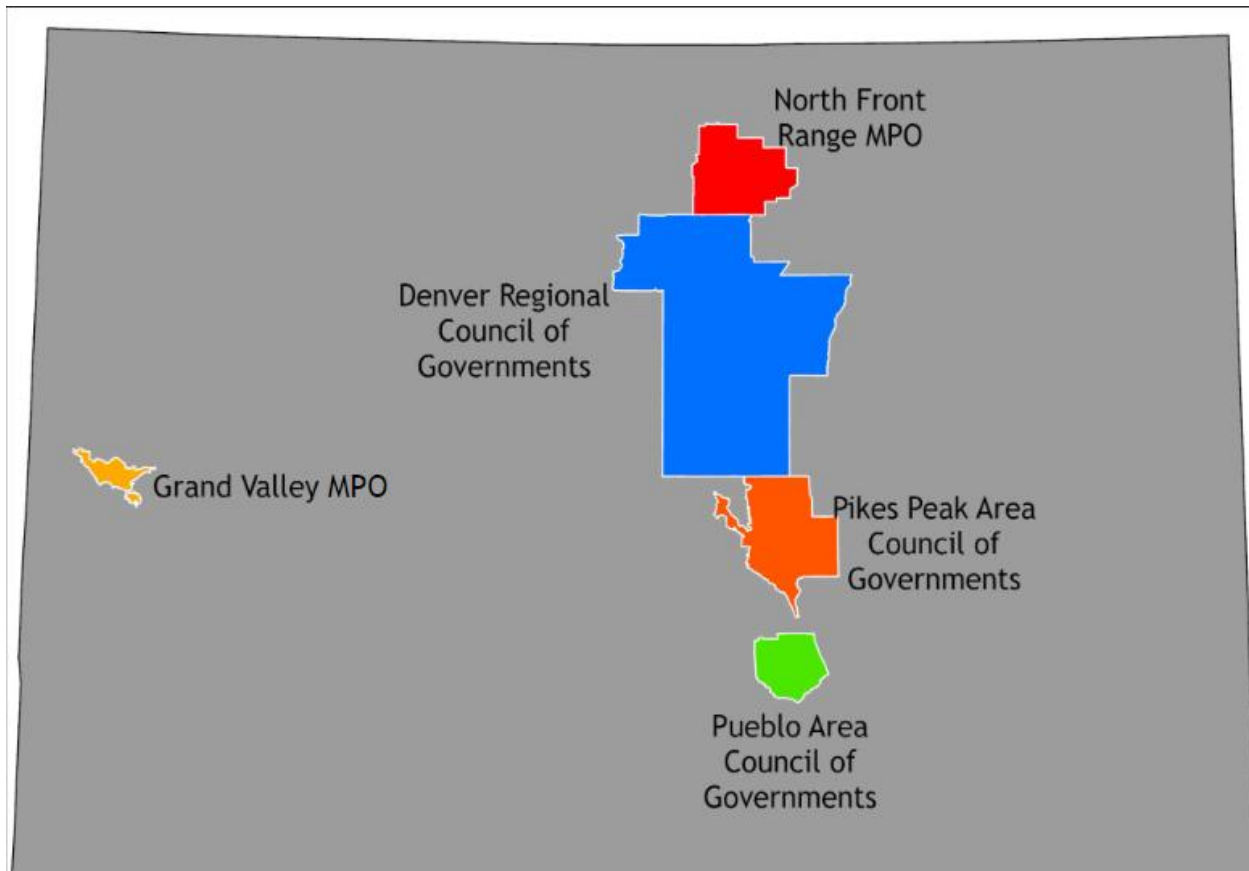 North Front
Range MPO
Denver Regional
Council of
Governments
Grand Valley MPO
Pikes Peak Area
Council of
Governments
Pueblo Area
Council of
Governments